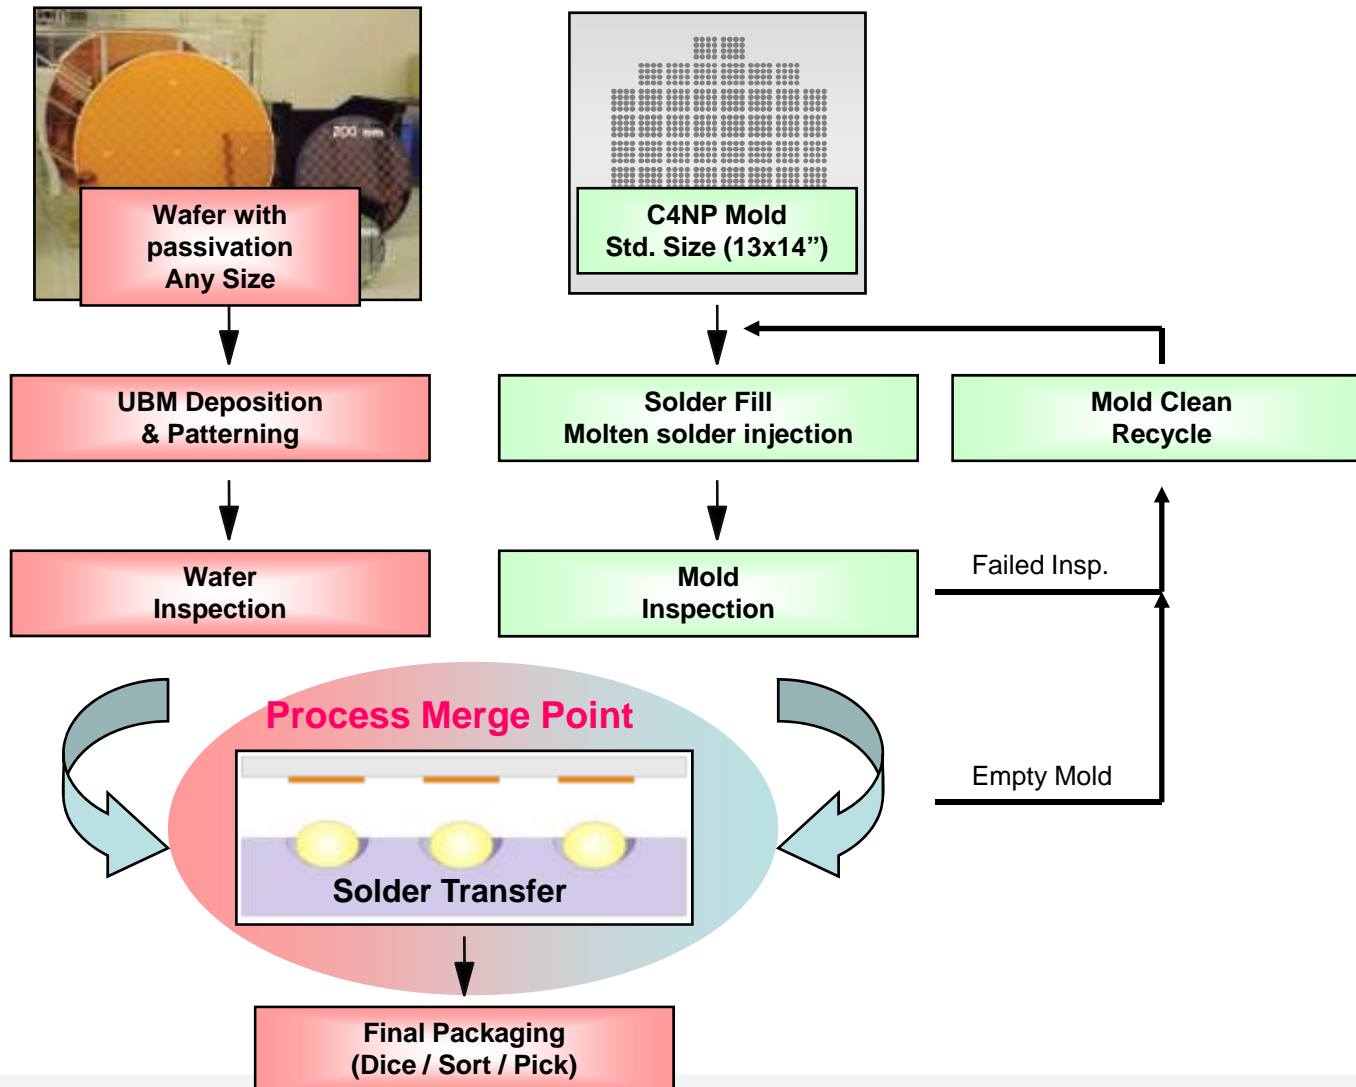 200 mm
Wafer with
passivation
Any Size
C4NP Mold
Std. Size (13x14”)
UBM Deposition
& Patterning
Solder Fill
Molten solder injection
Mold Clean
Recycle
Wafer
Inspection
Mold
Inspection
Failed Insp.
Process Merge Point
Empty Mold
Solder Transfer
Final Packaging
(Dice / Sort / Pick)